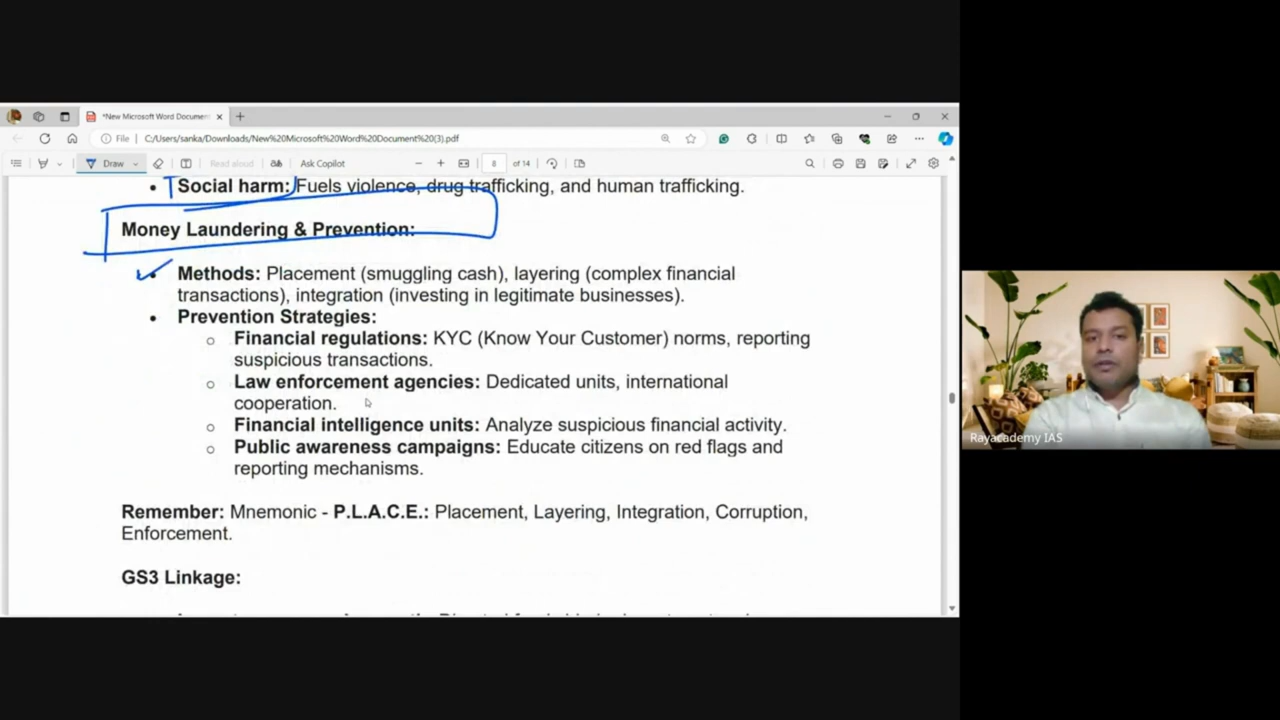 *New Microsoft Word Documen
File
C:/Users/sanka/Downloads/New%20Microsoft%20Word%20Document%20(3).pdf
Draw
Read aloud
Ask Copilot
8
of 14
Social harm: Fuels violence, drug trafficking, and human trafficking.
Money Laundering & Prevention:
• Methods: Placement (smuggling cash), layering (complex financial
transactions), integration (investing in legitimate businesses).
• Prevention Strategies:
o Financial regulations: KYC (Know Your Customer) norms, reporting
suspicious transactions.
o Law enforcement agencies: Dedicated units, international
cooperation.
o Financial intelligence units: Analyze suspicious financial activity.
o Public awareness campaigns: Educate citizens on red flags and
reporting mechanisms.
Remember: Mnemonic - P.L.A.C.E.: Placement, Layering, Integration, Corruption,
Enforcement.
GS3 Linkage:
Rayacademy IAS